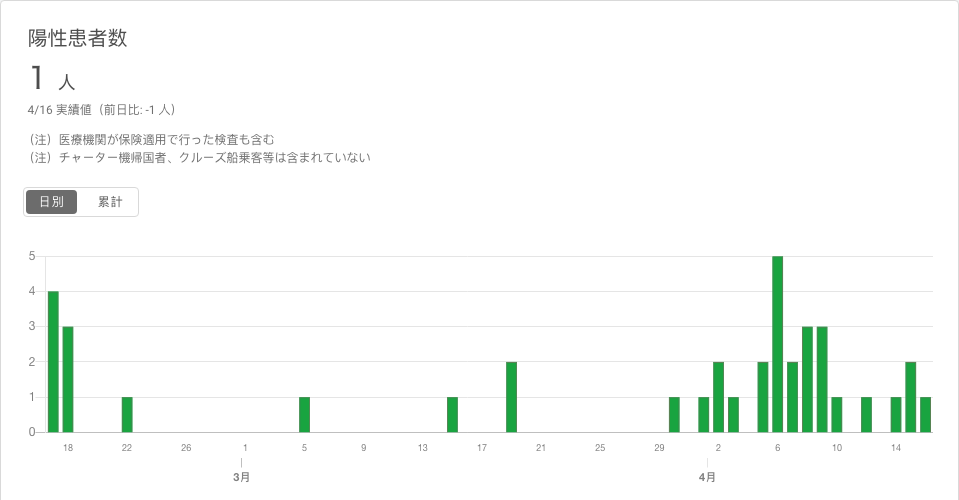 陽性患者数
1 人
4/16 実績値（前日比: -1 人）
（注）医療機関が保険適用で行った検査も含む
（注）チャーター機帰国者、クルーズ船乗客等は含まれていない
日別 累計
5
4
3
2
1
0
18 22 26 1 5 9 13 17 21 25 29 2 6 10 14
3月 4月